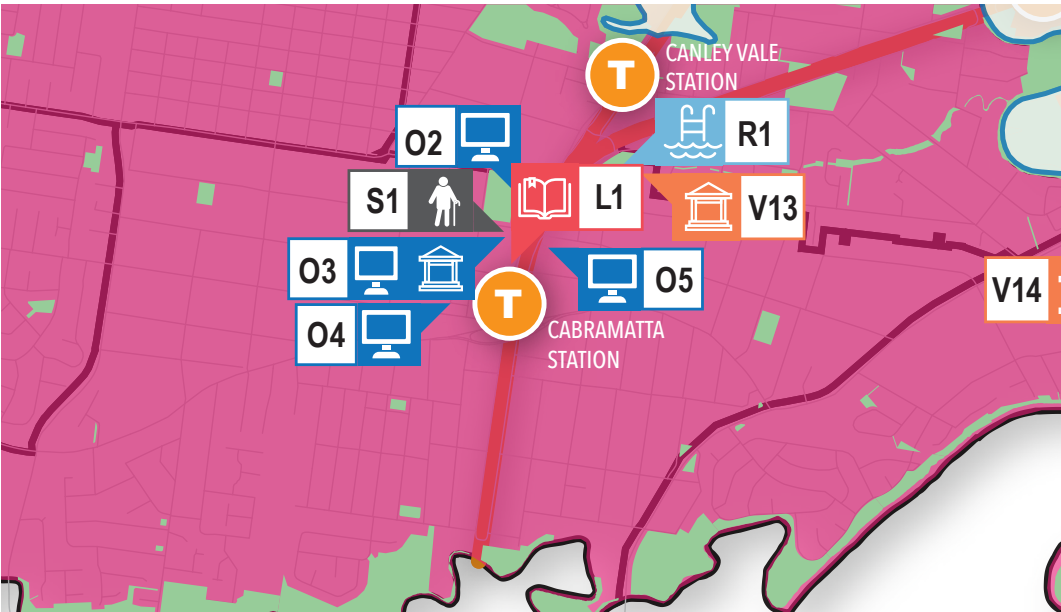 CANLEY VALE
STATION
T
O2
R1
S1
L1
V13
O3
O5
V14
T
O4
CABRAMATTA
STATION